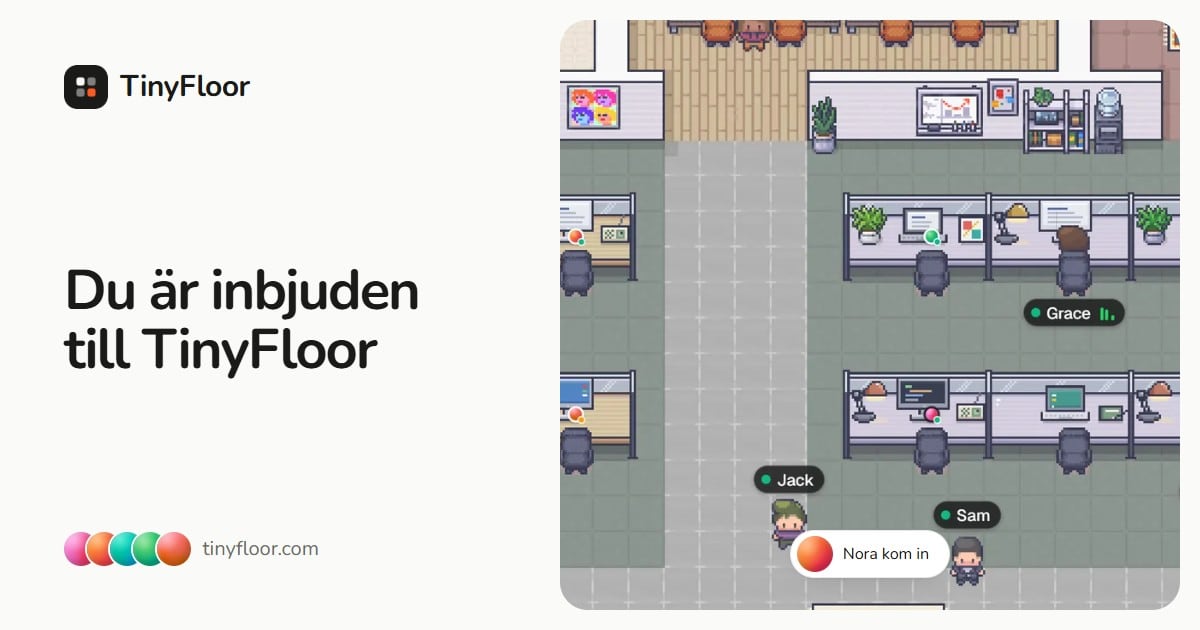 TinyFloor
Du är inbjuden
till TinyFloor
tinyfloor.com
Grace
Jack
Sam
Nora kom in